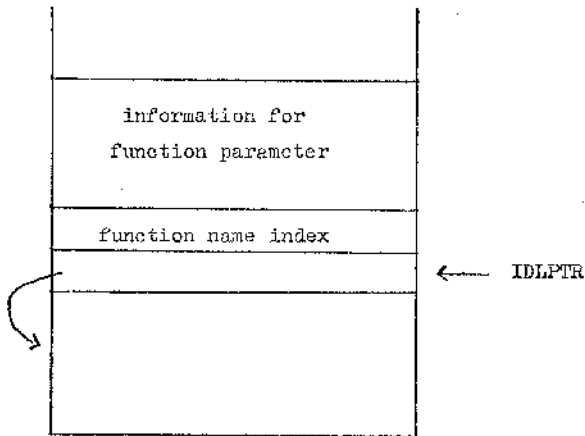 information for
function parameter
function name index
IDLPTR